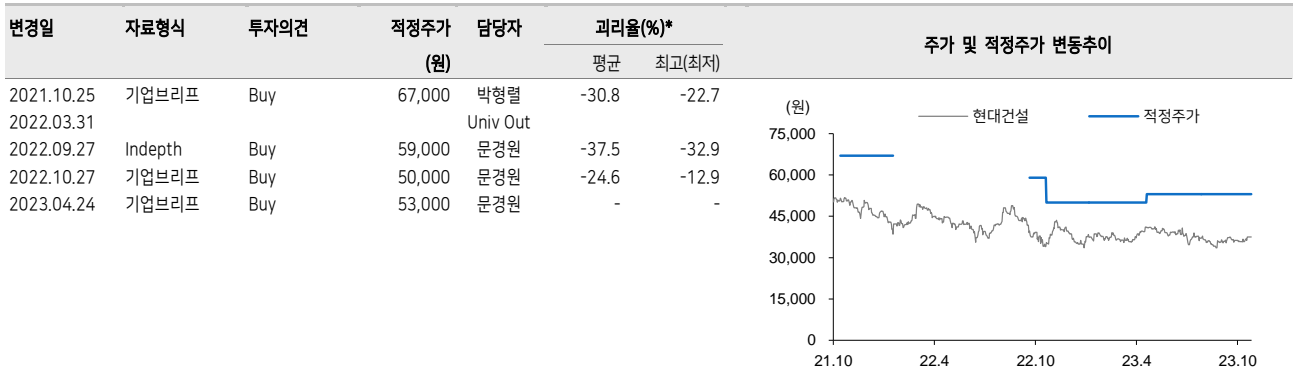 변경일 자료형식 투자의견 적정주가 담당자 괴리율(%)* 주가 및 적정주가 변동추이
(원) 평균 최고(최저)
2021.10.25 기업브리프 Buy 67,000 박형렬 -30.8 -22.7
2022.03.31 Univ Out
2022.09.27 Indepth Buy 59,000 문경원 -37.5 -32.9
2022.10.27 기업브리프 Buy 50,000 문경원 -24.6 -12.9
2023.04.24 기업브리프 Buy 53,000 문경원 - -
(원) 현대건설 적정주가
75,000
60,000
45,000
30,000
15,000
0
21.10 22.4 22.10 23.4 23.10